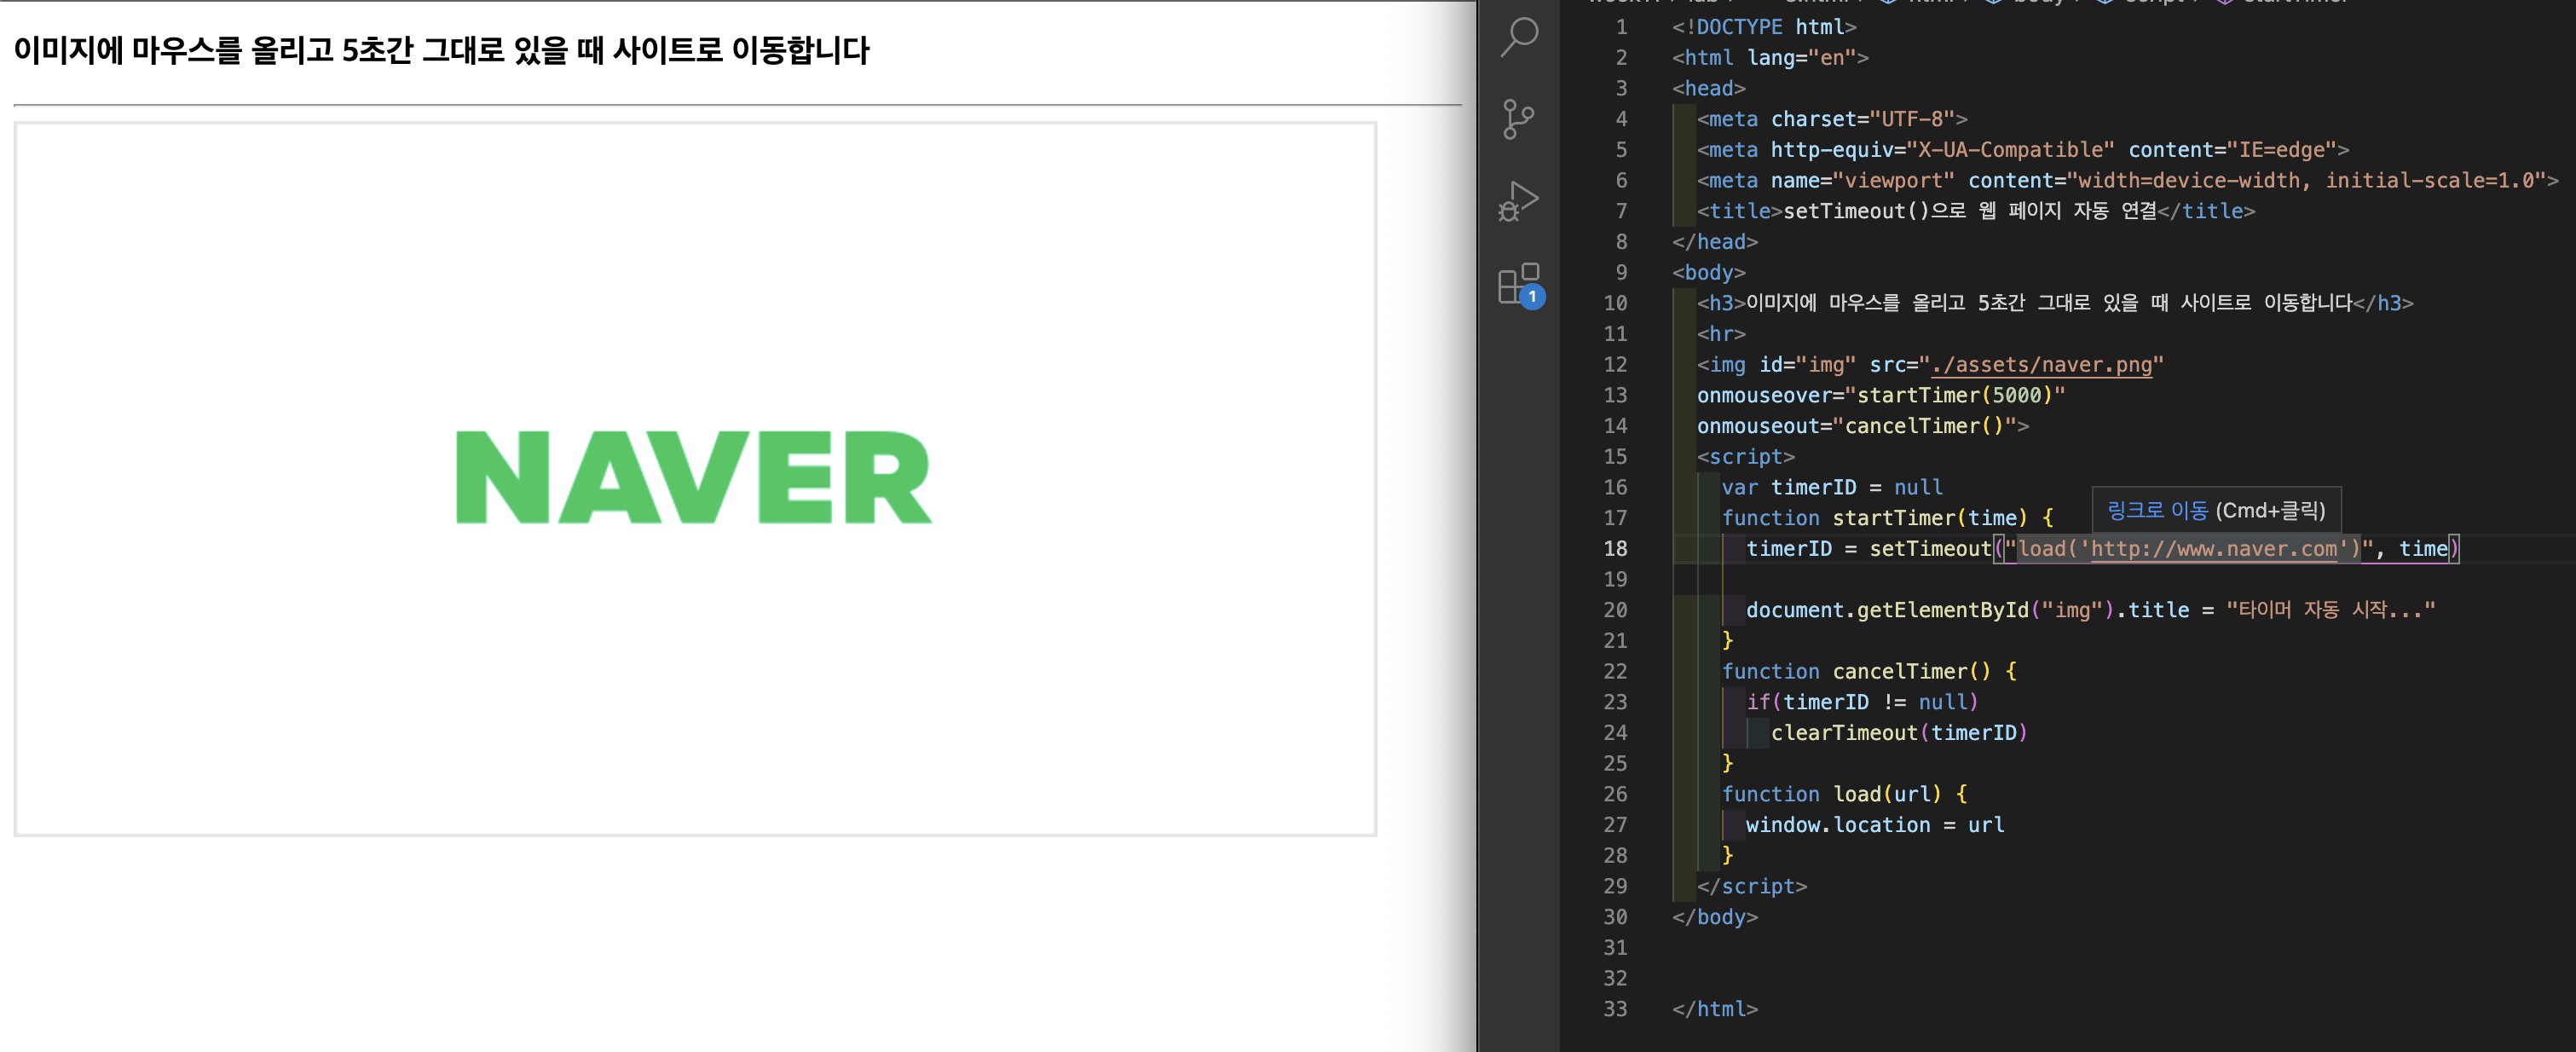 이미지에 마우스를 올리고 5초간 그대로 있을 때 사이트로 이동합니다
NAVER
1
1 <!DOCTYPE html>
2 <html lang="en">
3 <head>
4 <meta charset="UTF-8">
5 <meta http-equiv="X-UA-Compatible" content="IE=edge">
6 <meta name="viewport" content="width=device-width, initial-scale=1.0">
7 <title>setTimeout()으로 웹 페이지 자동 연결</title>
8 </head>
9 <body>
10 <h3>이미지에 마우스를 올리고 5초간 그대로 있을 때 사이트로 이동합니다</h3>
11 <hr>
12 <img id="img" src="./assets/naver.png"
13 onmouseover="startTimer(5000)"
14 onmouseout="cancelTimer()">
15 <script>
16 var timerID = null
링크로 이동 (Cmd+클릭)
17 function startTimer(time) {
18 timerID = setTimeout("load('http://www.naver.com')", time)
19
20 document.getElementById("img").title = "타이머 자동 시작..."
21 }
22 function cancelTimer() {
23 if(timerID != null)
24 clearTimeout(timerID)
25 }
26 function load(url) {
27 window.location = url
28 }
29 </script>
30 </body>
31
32
33 </html>